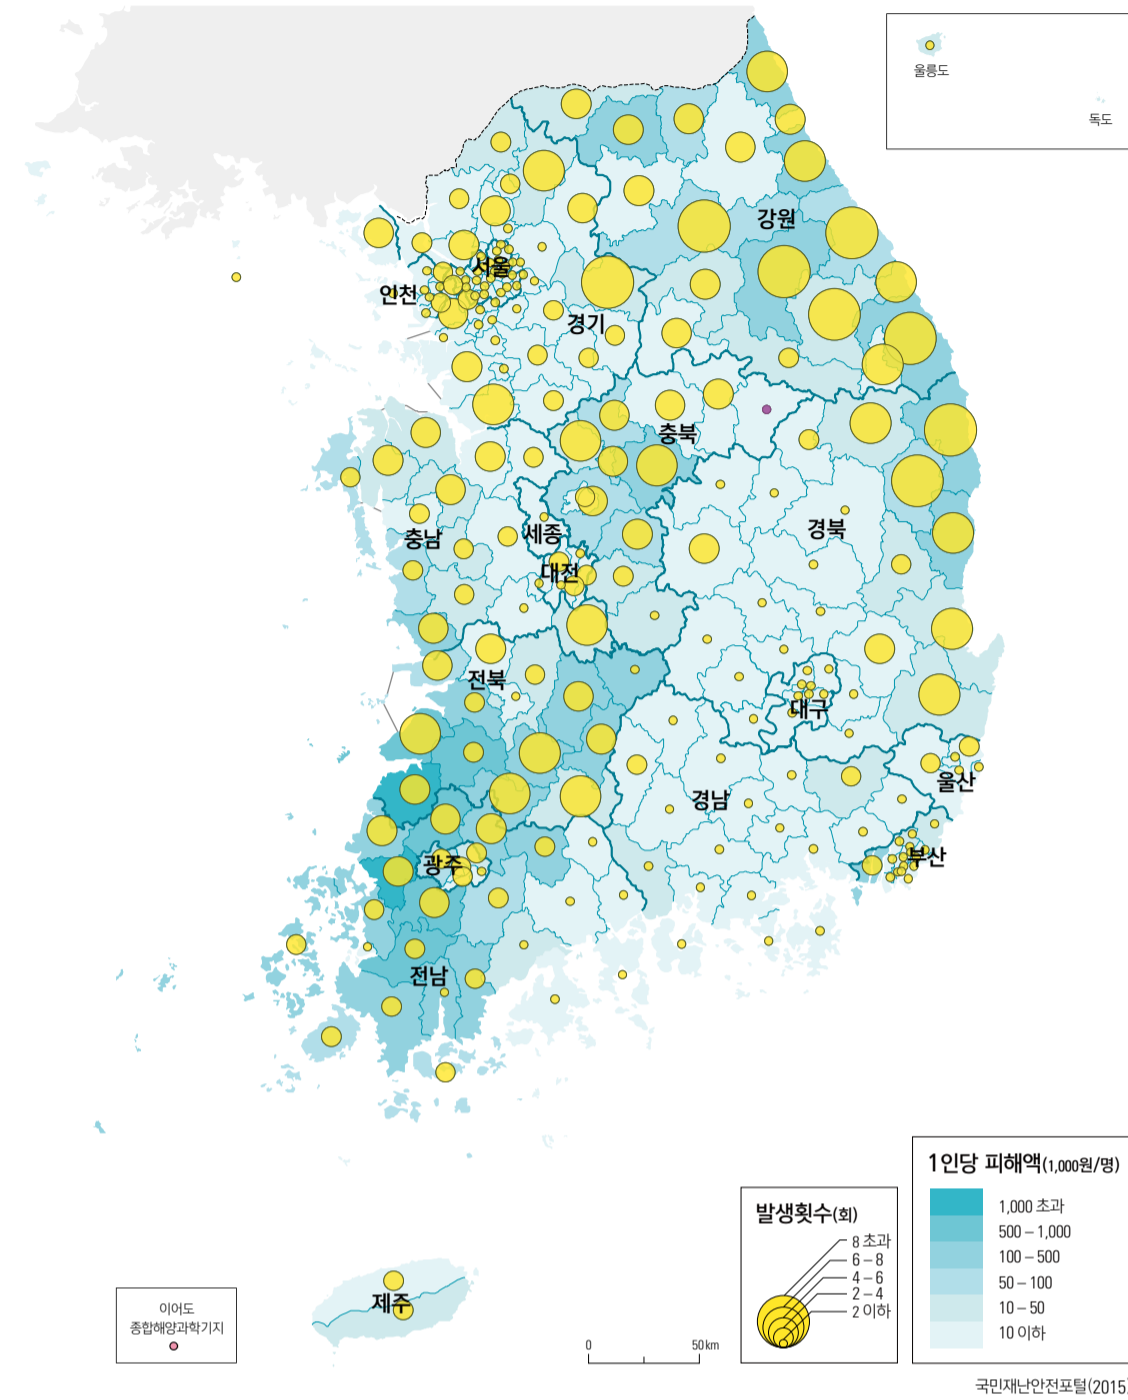 울릉도
독도
강원
서울
인천
경기
충북
세종
충남
경북
대전
전북
대구
울산
경남
부산
광주
전남
제주
1인당 피해액(1,000원/명)
1,000 초과
500 – 1,000
100 – 500
50 – 100
10 – 50
10 이하
발생횟수(회)
8 초과
6 – 8
4 – 6
2 – 4
2 이하
이어도
종합해양과학기지
0 50 km
국민재난안전포털(2015)